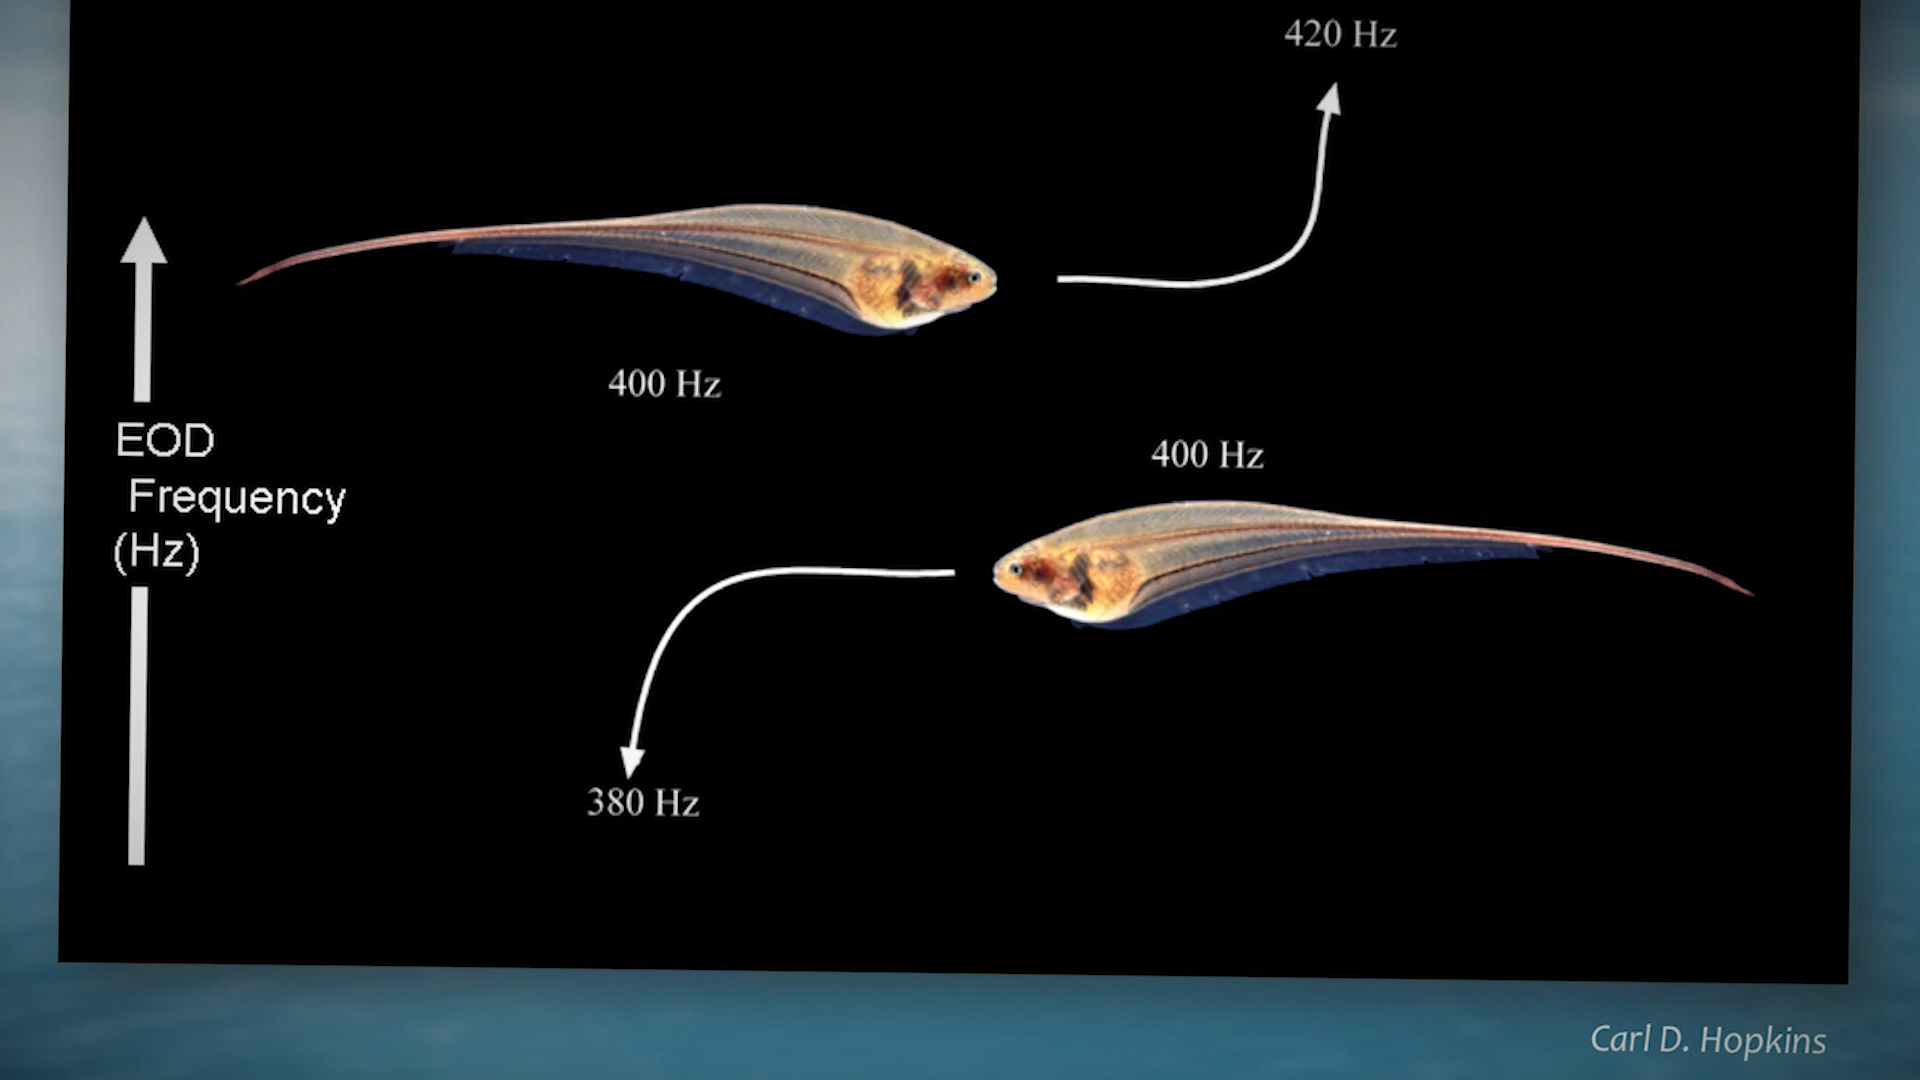 420 Hz
400 Hz
EOD
Frequency
(Hz)
400 Hz
380 Hz
Carl D. Hopkins